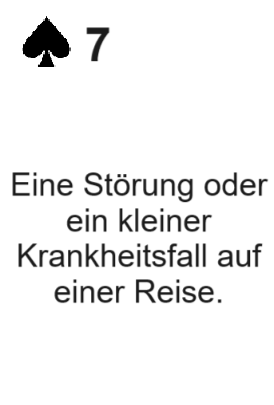 ♠ 7
Eine Störung oder
ein kleiner
Krankheitsfall auf
einer Reise.